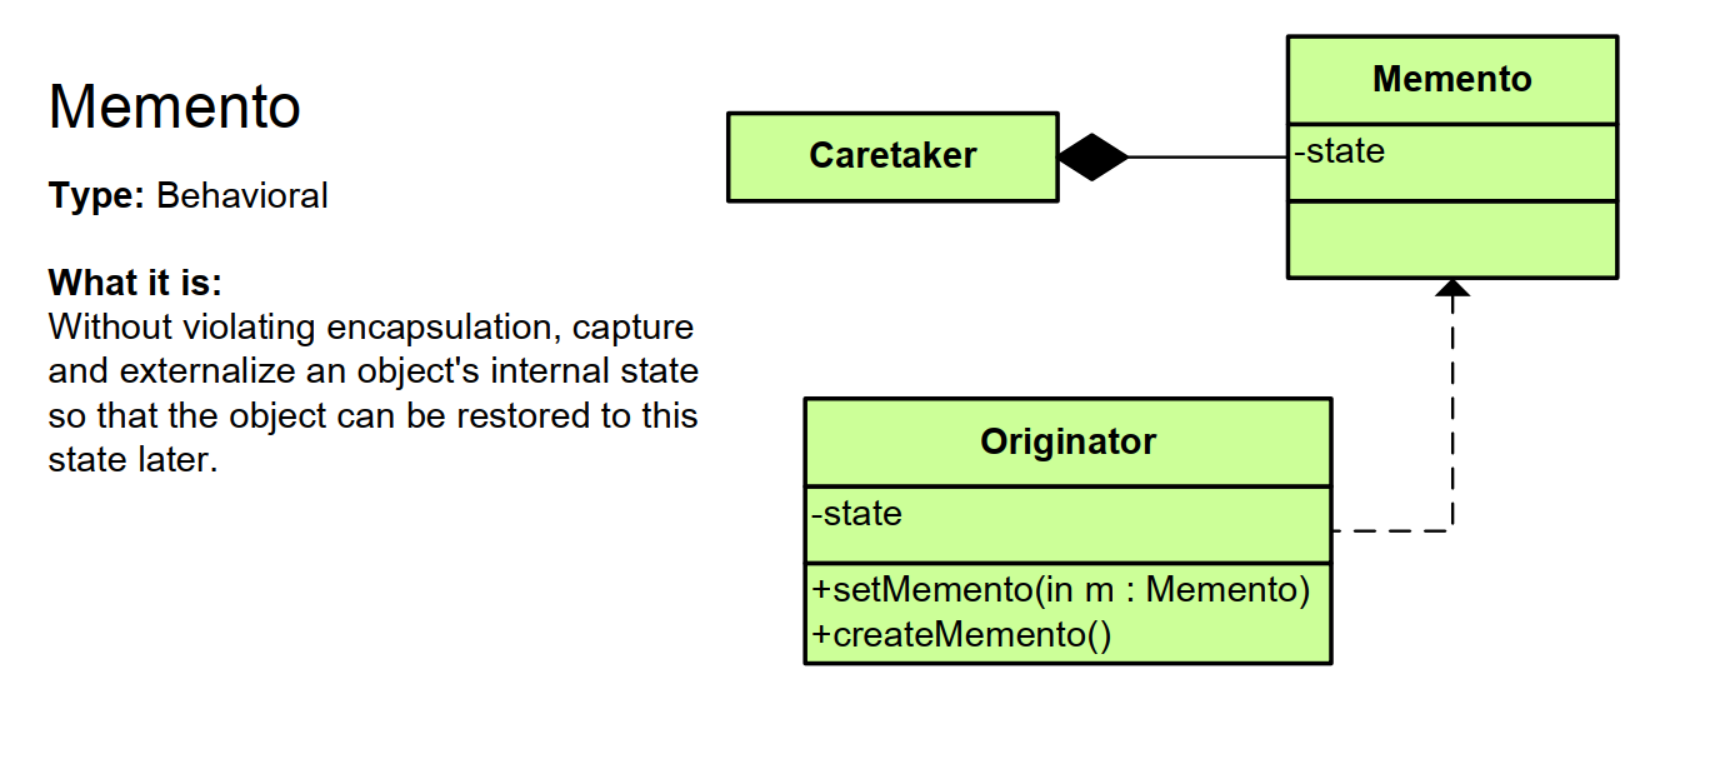 Memento
Type: Behavioral
What it is:
Without violating encapsulation, capture
and externalize an object's internal state
so that the object can be restored to this
state later.
Caretaker
Memento
-state
Originator
-state
+setMemento(in m : Memento)
+createMemento()